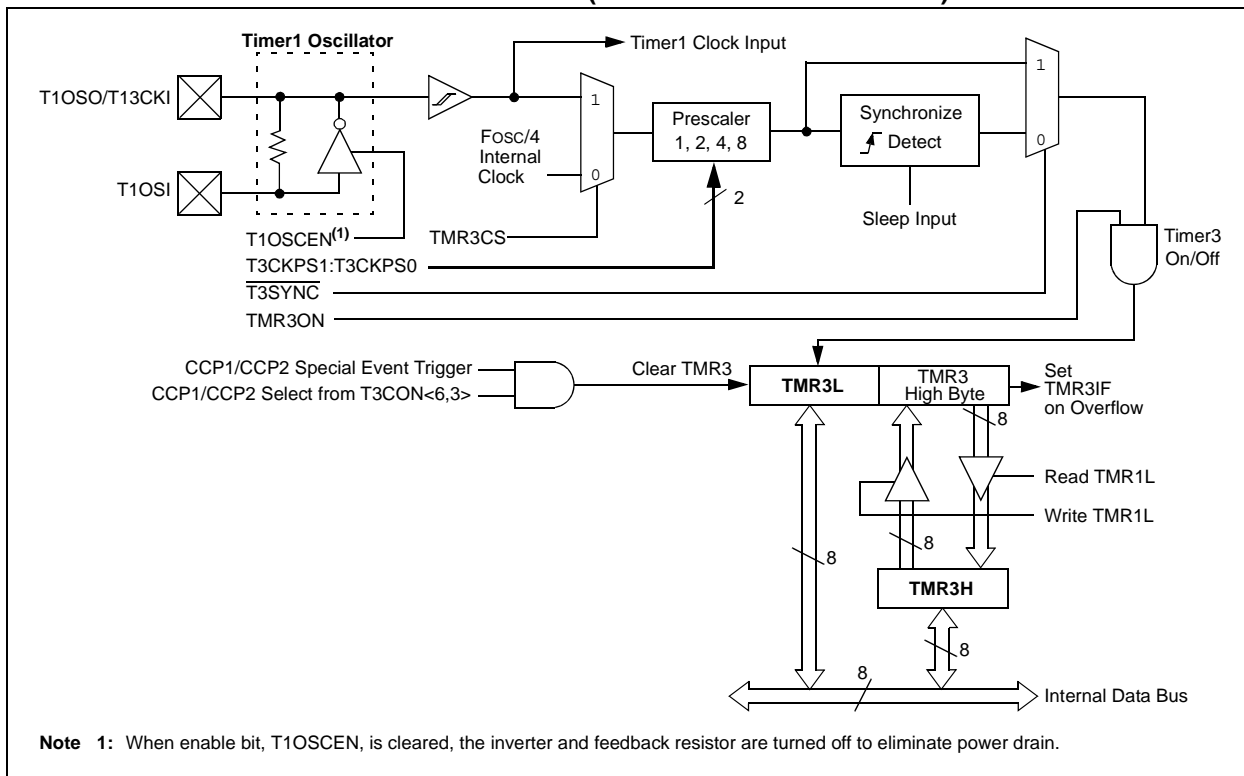 Timer1 Oscillator
Timer1 Clock Input
T1OSO/T13CKI
T1OSI
1
0
FOSC/4
Internal
Clock
Prescaler
1, 2, 4, 8
Synchronize
Detect
1
0
2
Sleep Input
T1OSCEN(1)
TMR3CS
T3CKPS1:T3CKPS0
T3SYNC
TMR3ON
Timer3
On/Off
CCP1/CCP2 Special Event Trigger
CCP1/CCP2 Select from T3CON<6,3>
Clear TMR3
TMR3L
TMR3
High Byte
Set
TMR3IF
on Overflow
8
Read TMR1L
Write TMR1L
8
8
TMR3H
8
8
Internal Data Bus
Note 1: When enable bit, T1OSCEN, is cleared, the inverter and feedback resistor are turned off to eliminate power drain.